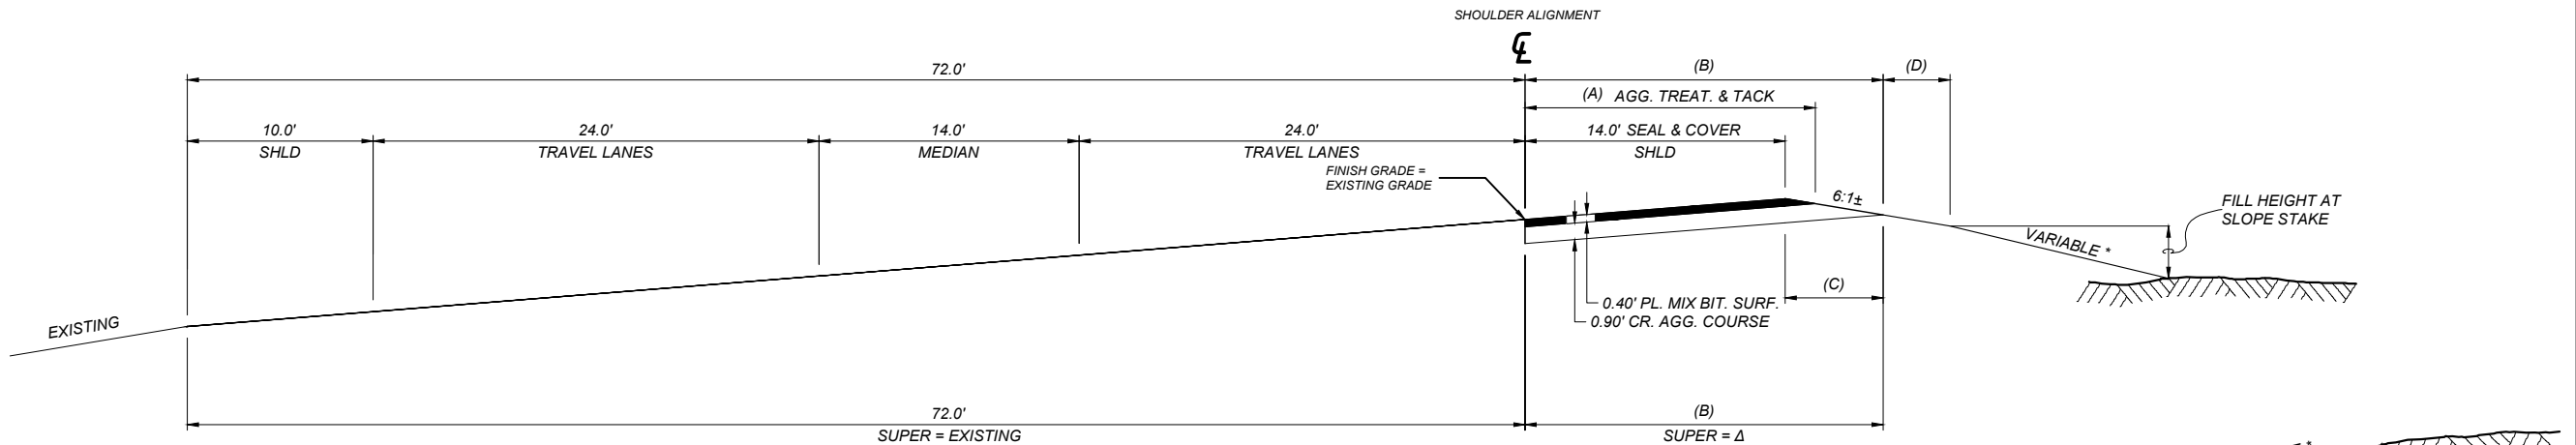 SHOULDER ALIGNMENT
℄
72.0'
(B)
(D)
(A) AGG. TREAT. & TACK
10.0'
24.0'
14.0'
24.0'
14.0' SEAL & COVER
SHLD
TRAVEL LANES
MEDIAN
TRAVEL LANES
SHLD
FINISH GRADE =
EXISTING GRADE
6:1±
FILL HEIGHT AT
SLOPE STAKE
VARIABLE *
(C)
0.40' PL. MIX BIT. SURF.
0.90' CR. AGG. COURSE
EXISTING
72.0'
(B)
SUPER = EXISTING
SUPER = Δ